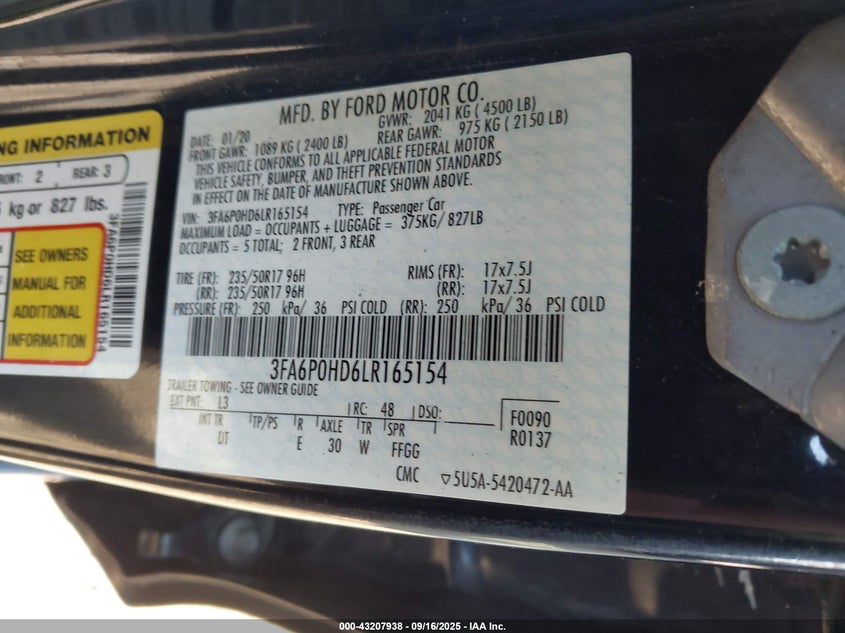 NG INFORMATION
RONT: 2 REAR: 3
kg or 827 lbs.
SEE OWNERS
MANUAL FOR
ADDITIONAL
INFORMATION
3FA6P0HD6LR165154
MFD. BY FORD MOTOR CO.
DATE: 01/20 GVWR: 2041 KG ( 4500 LB)
FRONT GAWR: 1089 KG ( 2400 LB) REAR GAWR: 975 KG ( 2150 LB)
THIS VEHICLE CONFORMS TO ALL APPLICABLE FEDERAL MOTOR
VEHICLE SAFETY, BUMPER, AND THEFT PREVENTION STANDARDS
IN EFFECT ON THE DATE OF MANUFACTURE SHOWN ABOVE.
VIN: 3FA6P0HD6LR165154 TYPE: Passenger Car
MAXIMUM LOAD = OCCUPANTS + LUGGAGE = 375KG/ 827LB
OCCUPANTS = 5 TOTAL; 2 FRONT, 3 REAR
TIRE (FR): 235/50R17 96H RIMS (FR): 17x7.5J
(RR): 235/50R17 96H (RR): 17x7.5J
PRESSURE (FR): 250 kPa/ 36 PSI COLD (RR): 250 kPa/ 36 PSI COLD
3FA6P0HD6LR165154
TRAILER TOWING - SEE OWNER GUIDE
EXT PNT: L3 RC: 48 DSO: F0090
INT TR TP/PS R AXLE TR SPR R0137
DT E 30 W FFGG
CMC ▽5U5A-5420472-AA
000-43207938 - 09/16/2025 - IAA Inc.